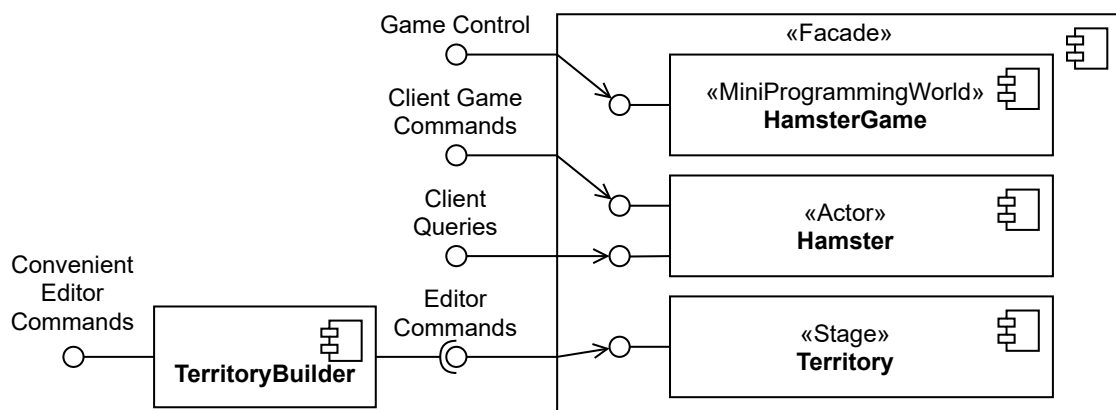 Game Control
«Facade»
«MiniProgrammingWorld»
HamsterGame
Client Game
Commands
«Actor»
Hamster
Client
Queries
Convenient
Editor
Commands
TerritoryBuilder
Editor
Commands
«Stage»
Territory